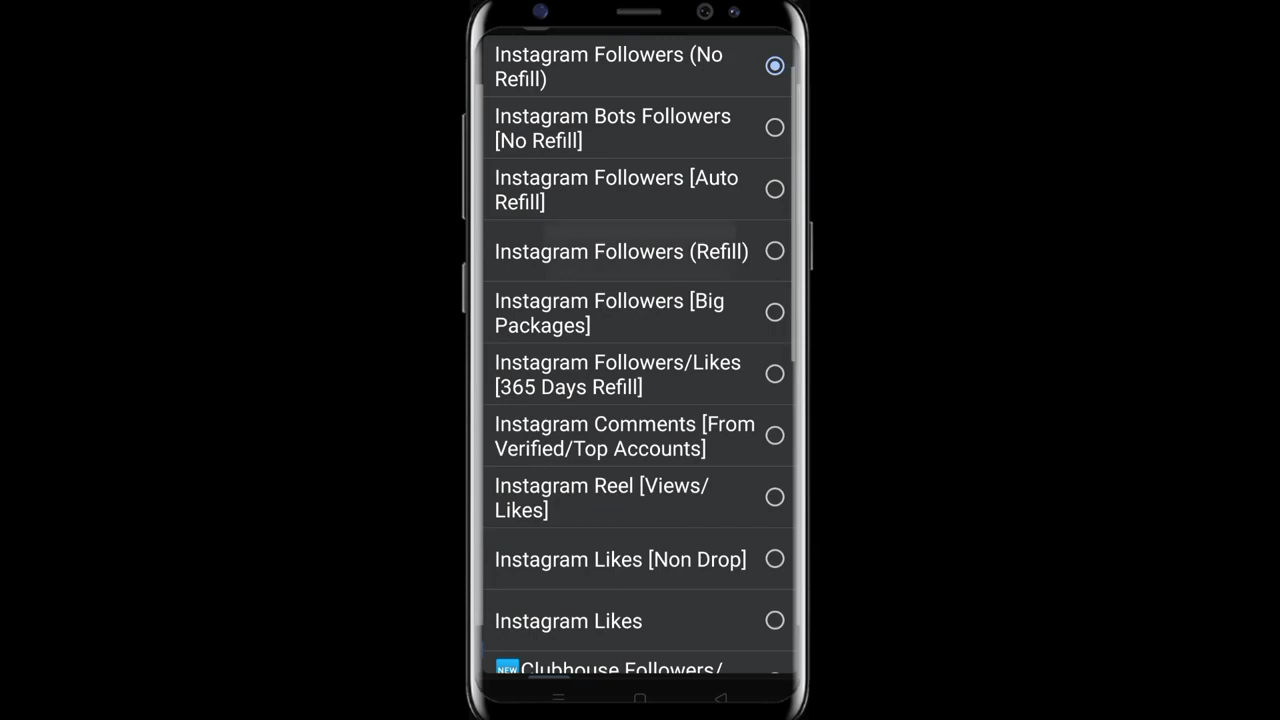 Instagram Followers (No
Refill)
Instagram Bots Followers
[No Refill]
Instagram Followers [Auto
Refill]
Instagram Followers (Refill)
Instagram Followers [Big
Packages]
Instagram Followers/Likes
[365 Days Refill]
Instagram Comments [From
Verified/Top Accounts]
Instagram Reel [Views/
Likes]
Instagram Likes [Non Drop]
Instagram Likes
NEW Clubhouse Followers/